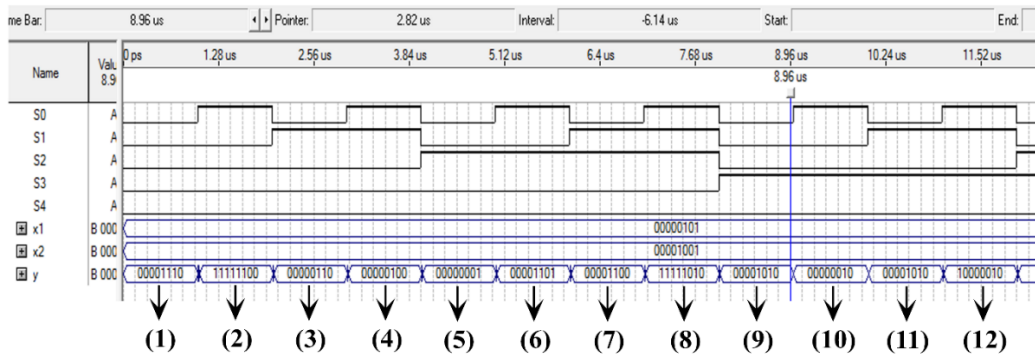 me Bar: 8.96 us Pointer: 2.82 us Interval: -6.14 us Start: End:
Name Valu 8.9 0 ps 1.28 us 2.56 us 3.84 us 5.12 us 6.4 us 7.68 us 8.96 us 10.24 us 11.52 us
8.96 us
S0 A
S1 A
S2 A
S3 A
S4 A
x1 B 000 00000101
x2 B 000 00001001
y B 000 00001110 11111100 00000110 00000100 00000001 00001101 00001100 11111010 00001010 00000010 00001010 10000010
(1) (2) (3) (4) (5) (6) (7) (8) (9) (10) (11) (12)